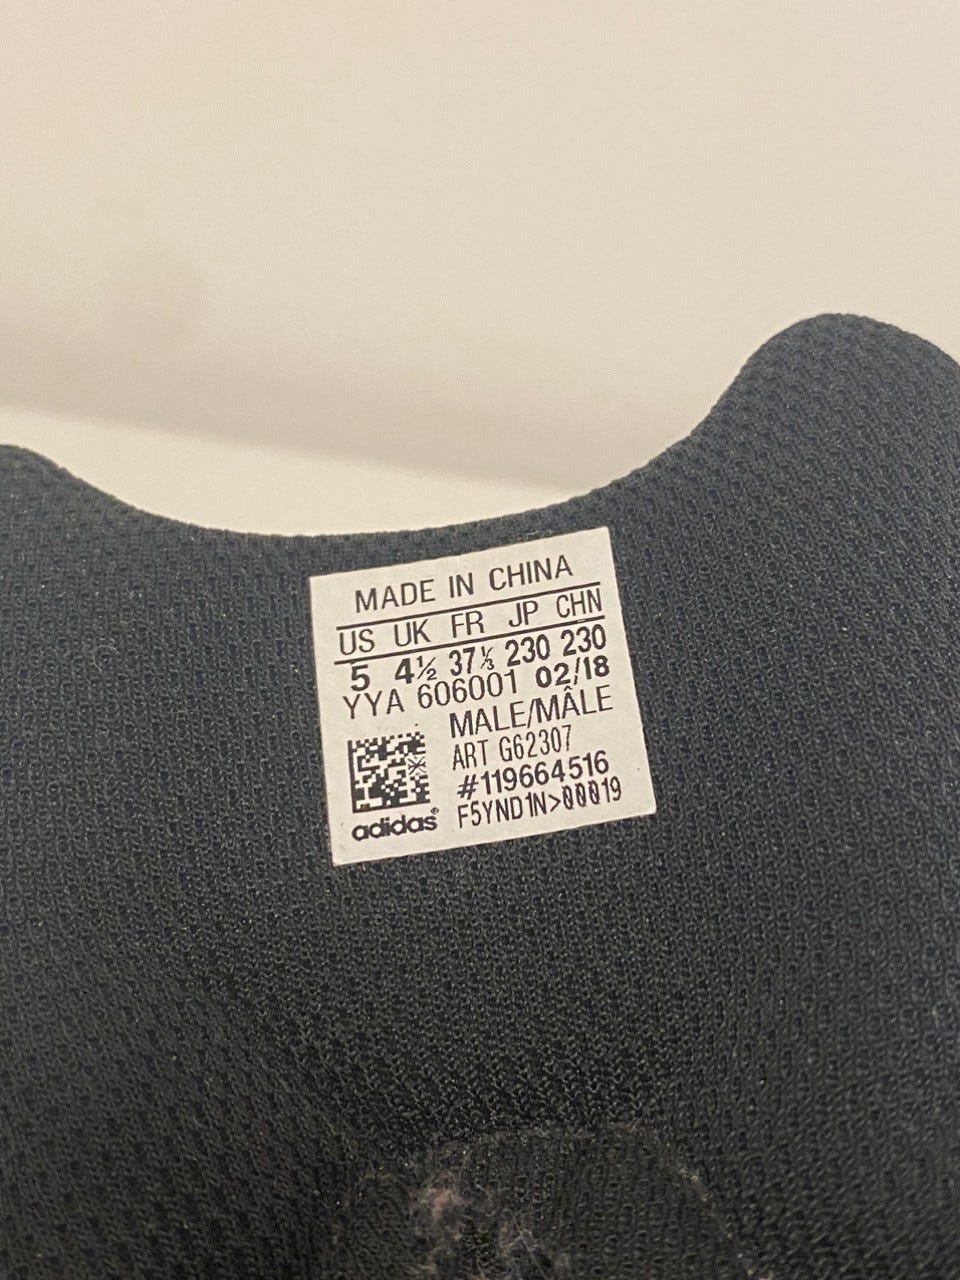 MADE IN CHINA
US UK FR JP CHN
5 4½ 37⅓ 230 230
YYA 606001 02/18
MALE/MÂLE
ART G62307
#119664516
F5YND1N>00019
adidas®